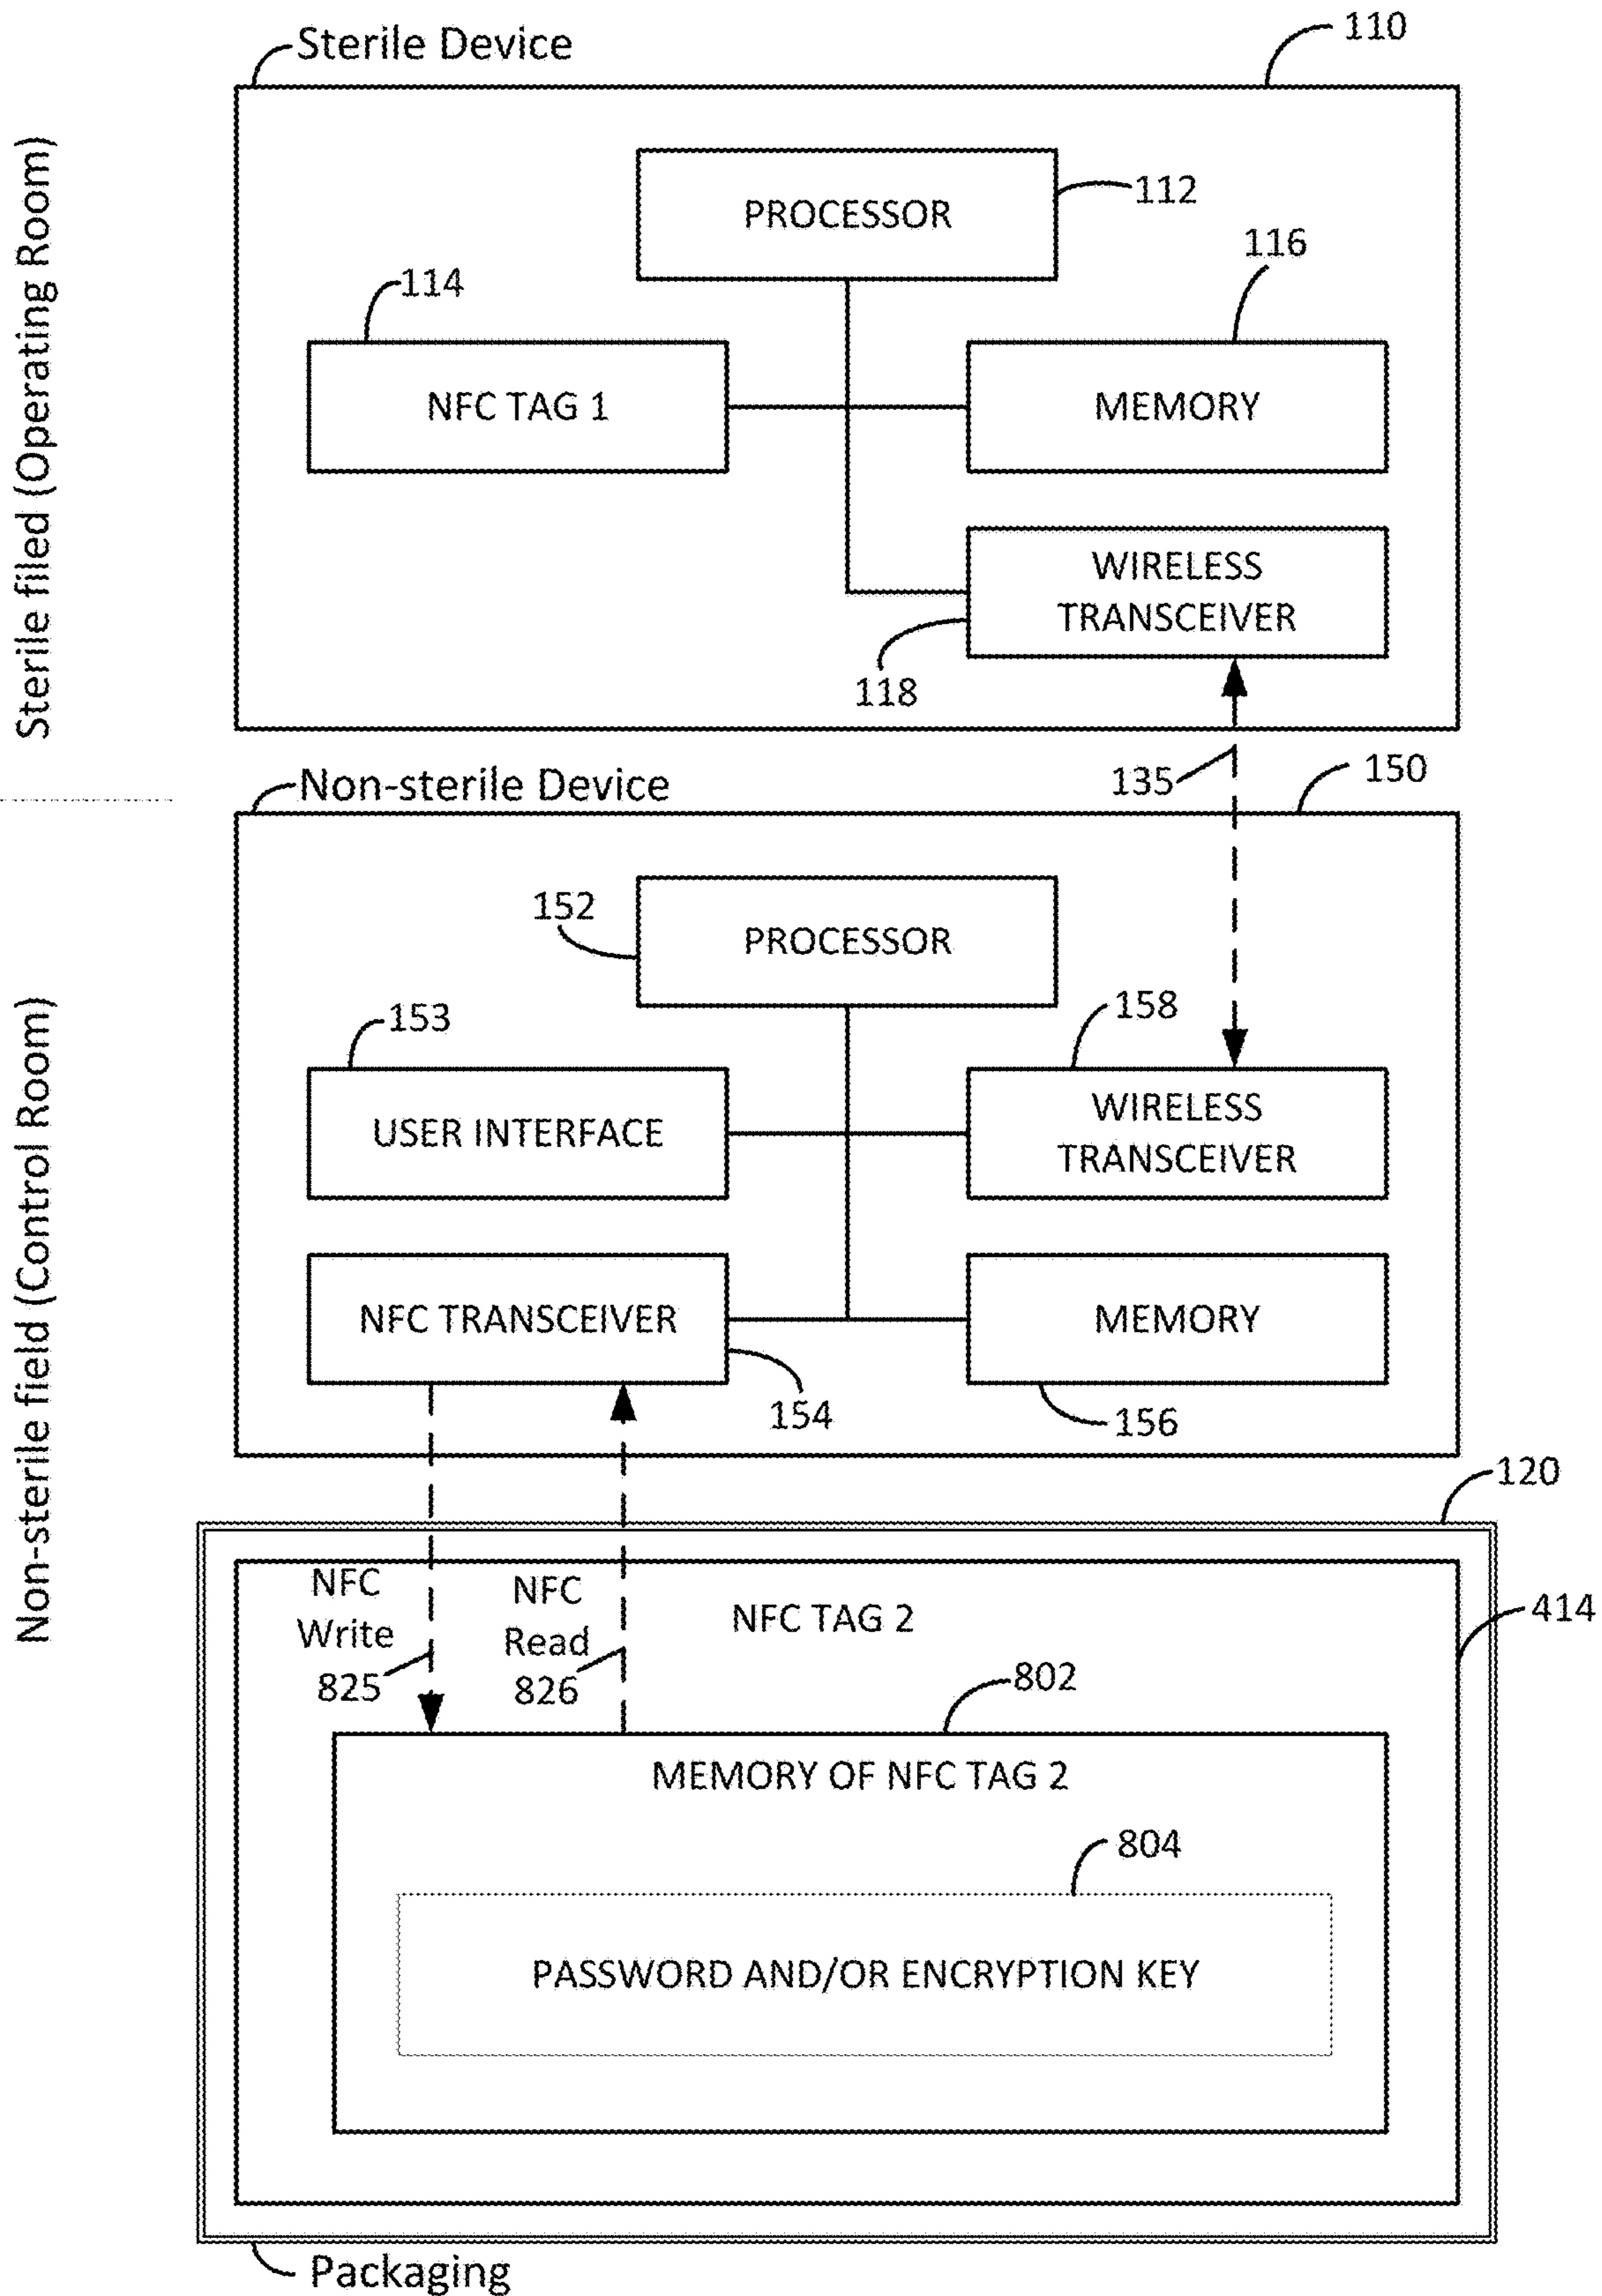 Sterile Device
110
Sterile filed (Operating Room)
PROCESSOR
112
116
114
NFC TAG 1
MEMORY
WIRELESS
TRANSCEIVER
118
Non-sterile Device
135
150
Non-sterile field (Control Room)
152
PROCESSOR
153
158
USER INTERFACE
WIRELESS
TRANSCEIVER
NFC TRANSCEIVER
MEMORY
154
156
120
NFC
Write
825
NFC
Read
826
NFC TAG 2
414
802
MEMORY OF NFC TAG 2
804
PASSWORD AND/OR ENCRYPTION KEY
Packaging